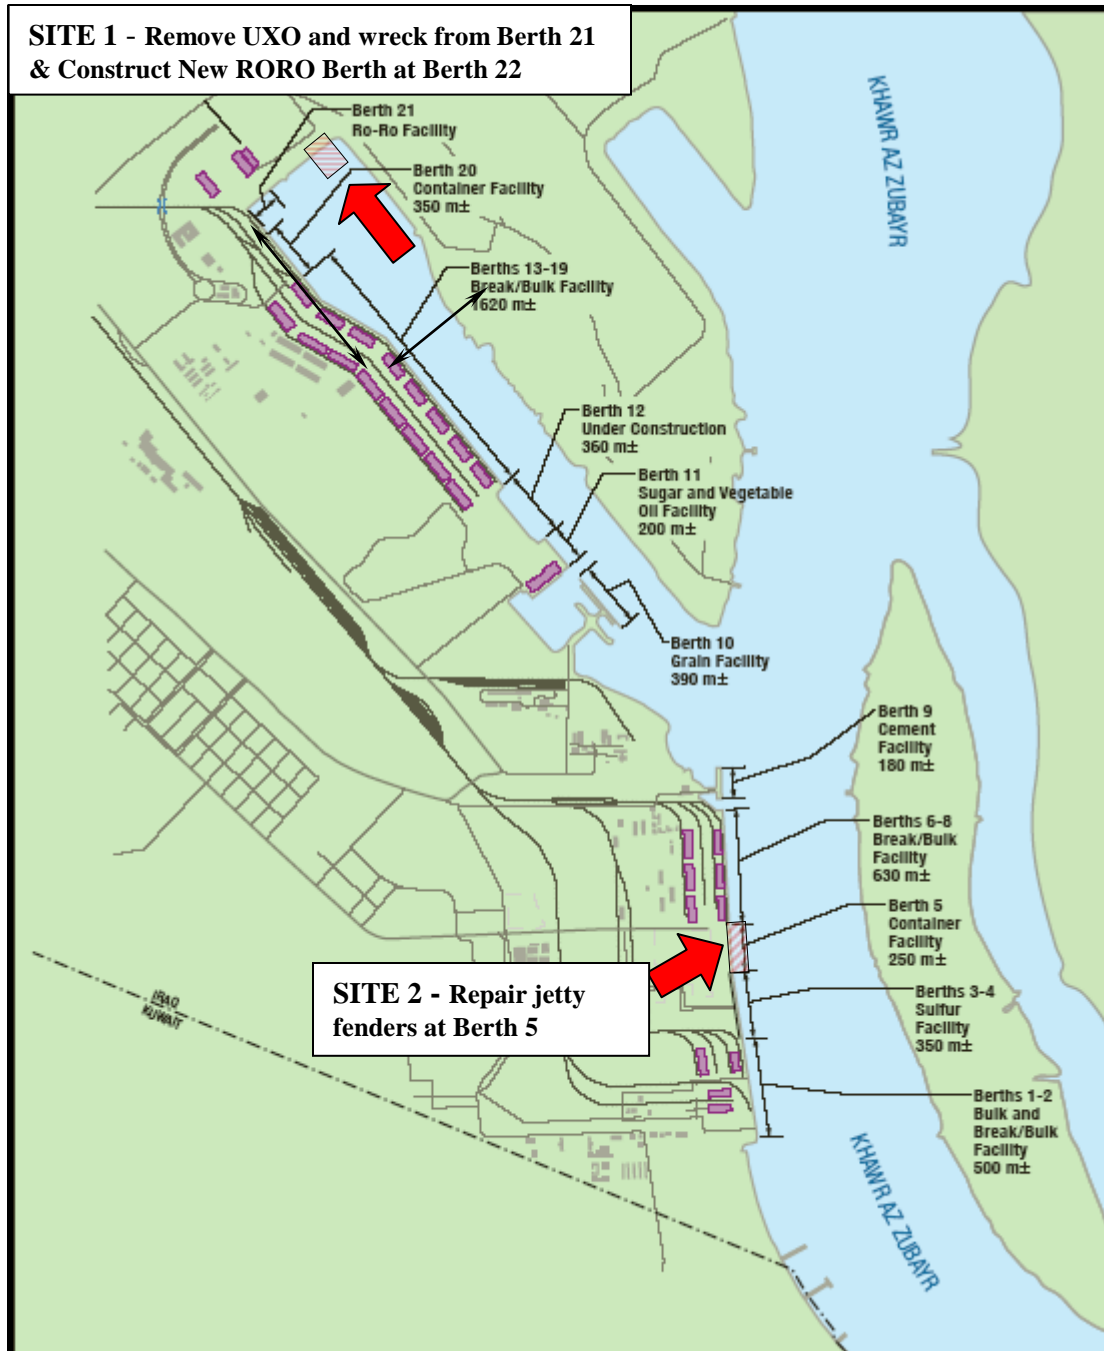 SITE 1 - Remove UXO and wreck from Berth 21
& Construct New RORO Berth at Berth 22
KHAWR AZ ZUBAYR
Berth 21
Ro-Ro Facility
Berth 20
Container Facility
350 m±
Berths 13-19
Break/Bulk Facility
1620 m±
Berth 12
Under Construction
360 m±
Berth 11
Sugar and Vegetable
Oil Facility
200 m±
Berth 10
Grain Facility
390 m±
Berth 9
Cement
Facility
180 m±
Berths 6-8
Break/Bulk
Facility
630 m±
Berth 5
Container
Facility
250 m±
SITE 2 - Repair jetty
fenders at Berth 5
IRAQ
KUWAIT
Berths 3-4
Sulfur
Facility
350 m±
Berths 1-2
Bulk and
Break/Bulk
Facility
500 m±
KHAWR AZ ZUBAYR